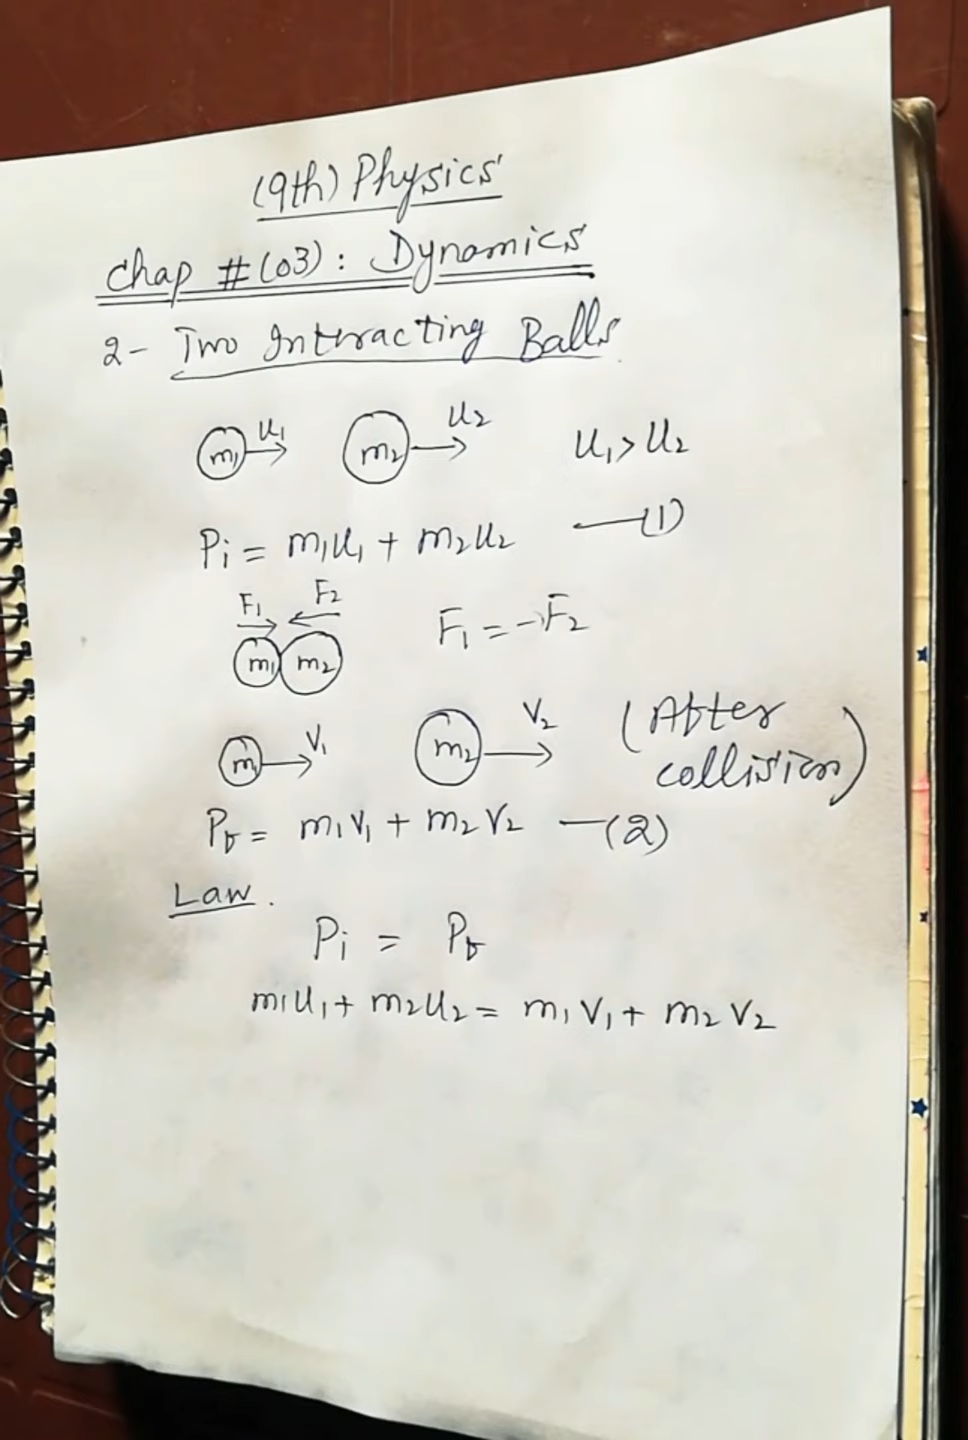 (9th) Physics
Chap #(03): Dynamics
2- Two Interacting Balls
m₁ u₁ m₂ u₂ u₁>u₂
Pi = m₁u₁ + m₂u₂ —(1)
F₁ F₂
m₁ m₂ F₁ = -F₂
m₁ V₁ m₂ V₂ (After collision)
Pf = m₁V₁ + m₂V₂ —(2)
Law.
Pi = Pf
m₁u₁ + m₂u₂ = m₁V₁ + m₂V₂